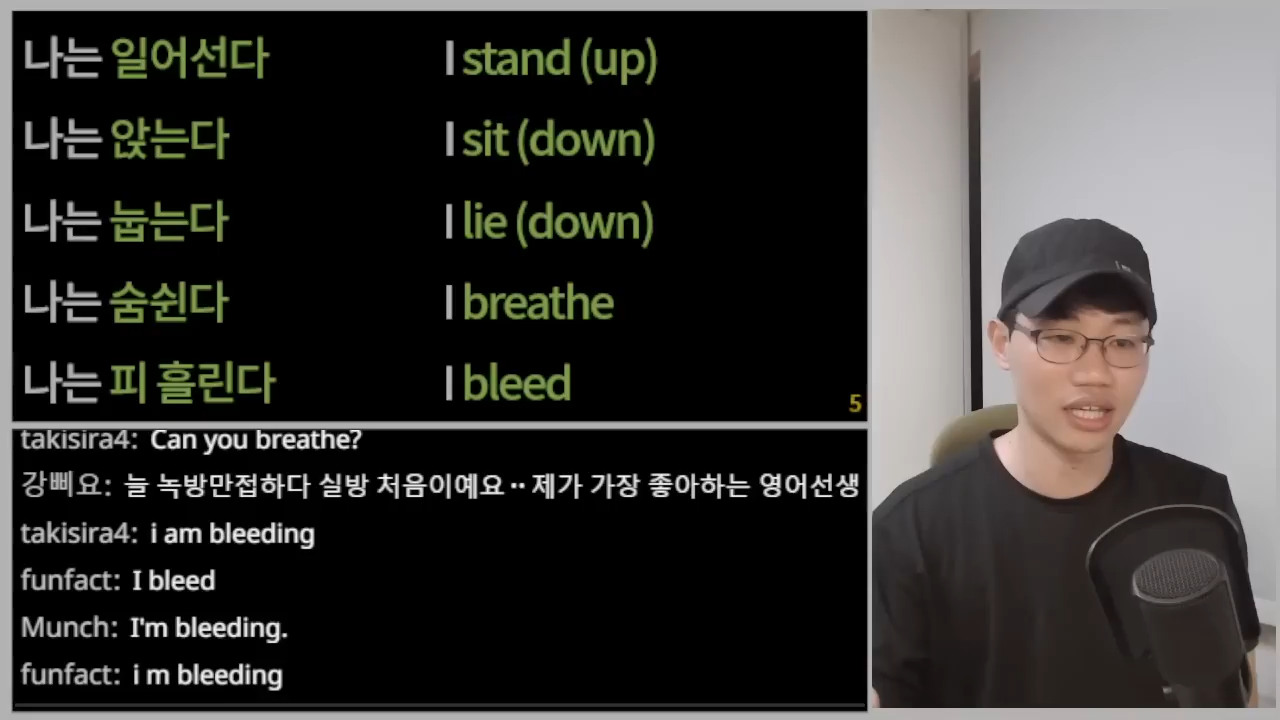 나는 일어선다 I stand (up)
나는 앉는다 I sit (down)
나는 눕는다 I lie (down)
나는 숨쉰다 I breathe
나는 피 흘린다 I bleed
5
takisira4: Can you breathe?
강삐요: 늘 녹방만접하다 실방 처음이예요·· 제가 가장 좋아하는 영어선생
takisira4: i am bleeding
funfact: I bleed
Munch: I'm bleeding.
funfact: i m bleeding